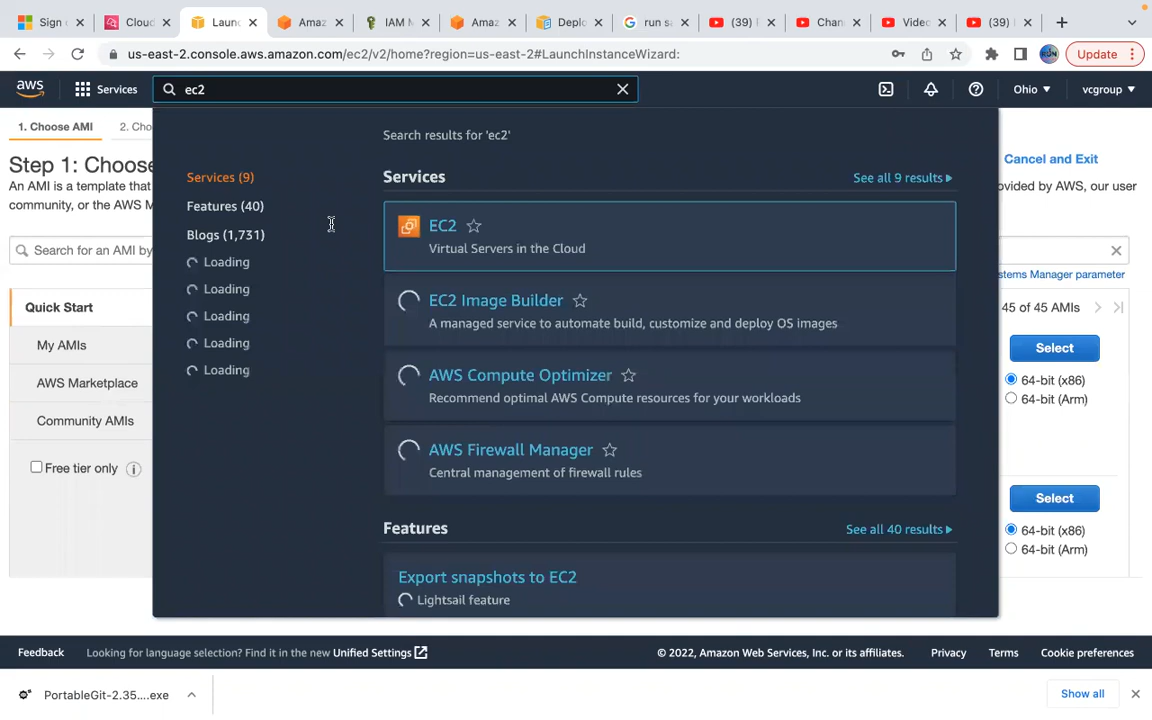 Sign
Cloud
Launc
Amaz
IAM M
Amaz
Deplo
run s
(39)
Chan
Video
(39)
us-east-2.console.aws.amazon.com/ec2/v2/home?region=us-east-2#LaunchInstanceWizard:
RUN
Update
aws
Services
ec2
Ohio
vcgroup
1. Choose AMI
2. Cho
Step 1: Choose
Cancel and Exit
An AMI is a template that
ovided by AWS, our user
community, or the AWS M
Search for an AMI by
stems Manager parameter
Quick Start
My AMIs
AWS Marketplace
Community AMIs
Free tier only
45 of 45 AMIs
Select
64-bit (x86)
64-bit (Arm)
Select
64-bit (x86)
64-bit (Arm)
Search results for 'ec2'
Services (9)
Features (40)
Blogs (1,731)
Loading
Loading
Loading
Loading
Loading
Services
See all 9 results
EC2
Virtual Servers in the Cloud
EC2 Image Builder
A managed service to automate build, customize and deploy OS images
AWS Compute Optimizer
Recommend optimal AWS Compute resources for your workloads
AWS Firewall Manager
Central management of firewall rules
Features
See all 40 results
Export snapshots to EC2
Lightsail feature
Feedback
Looking for language selection? Find it in the new Unified Settings
© 2022, Amazon Web Services, Inc. or its affiliates.
Privacy
Terms
Cookie preferences
PortableGit-2.35....exe
Show all